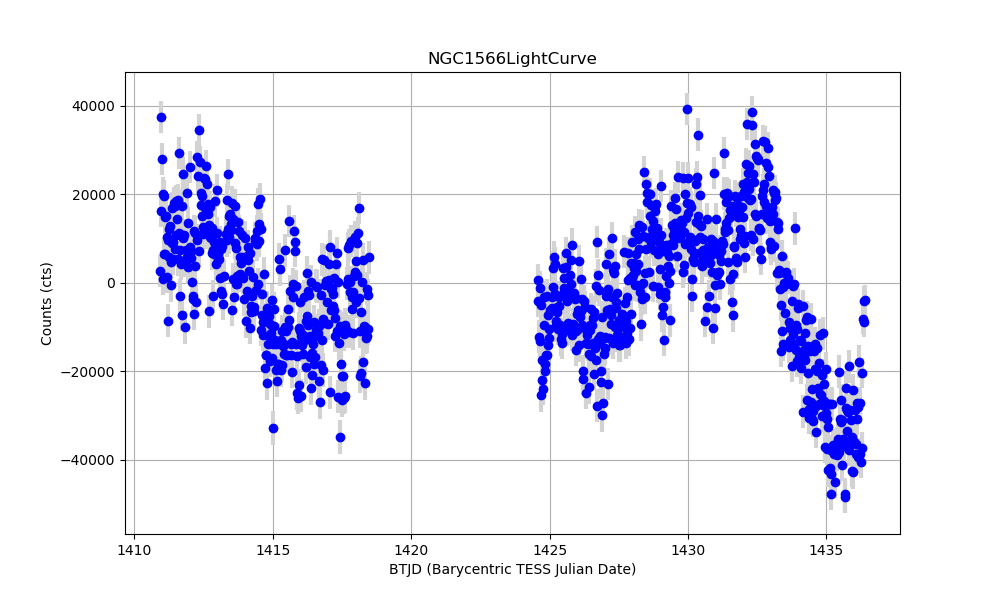 NGC1566LightCurve
40000
20000
0
−20000
−40000
Counts (cts)
1410 1415 1420 1425 1430 1435
BTJD (Barycentric TESS Julian Date)